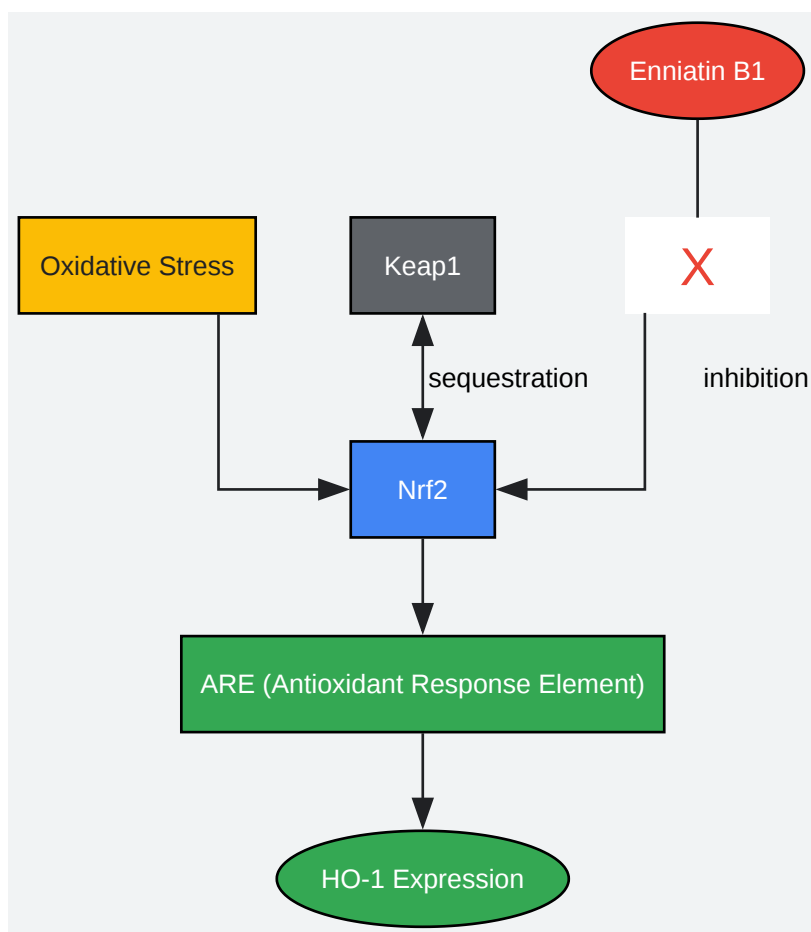 Enniatin B1
Oxidative Stress
Keap1
X
sequestration
inhibition
Nrf2
ARE (Antioxidant Response Element)
HO-1 Expression